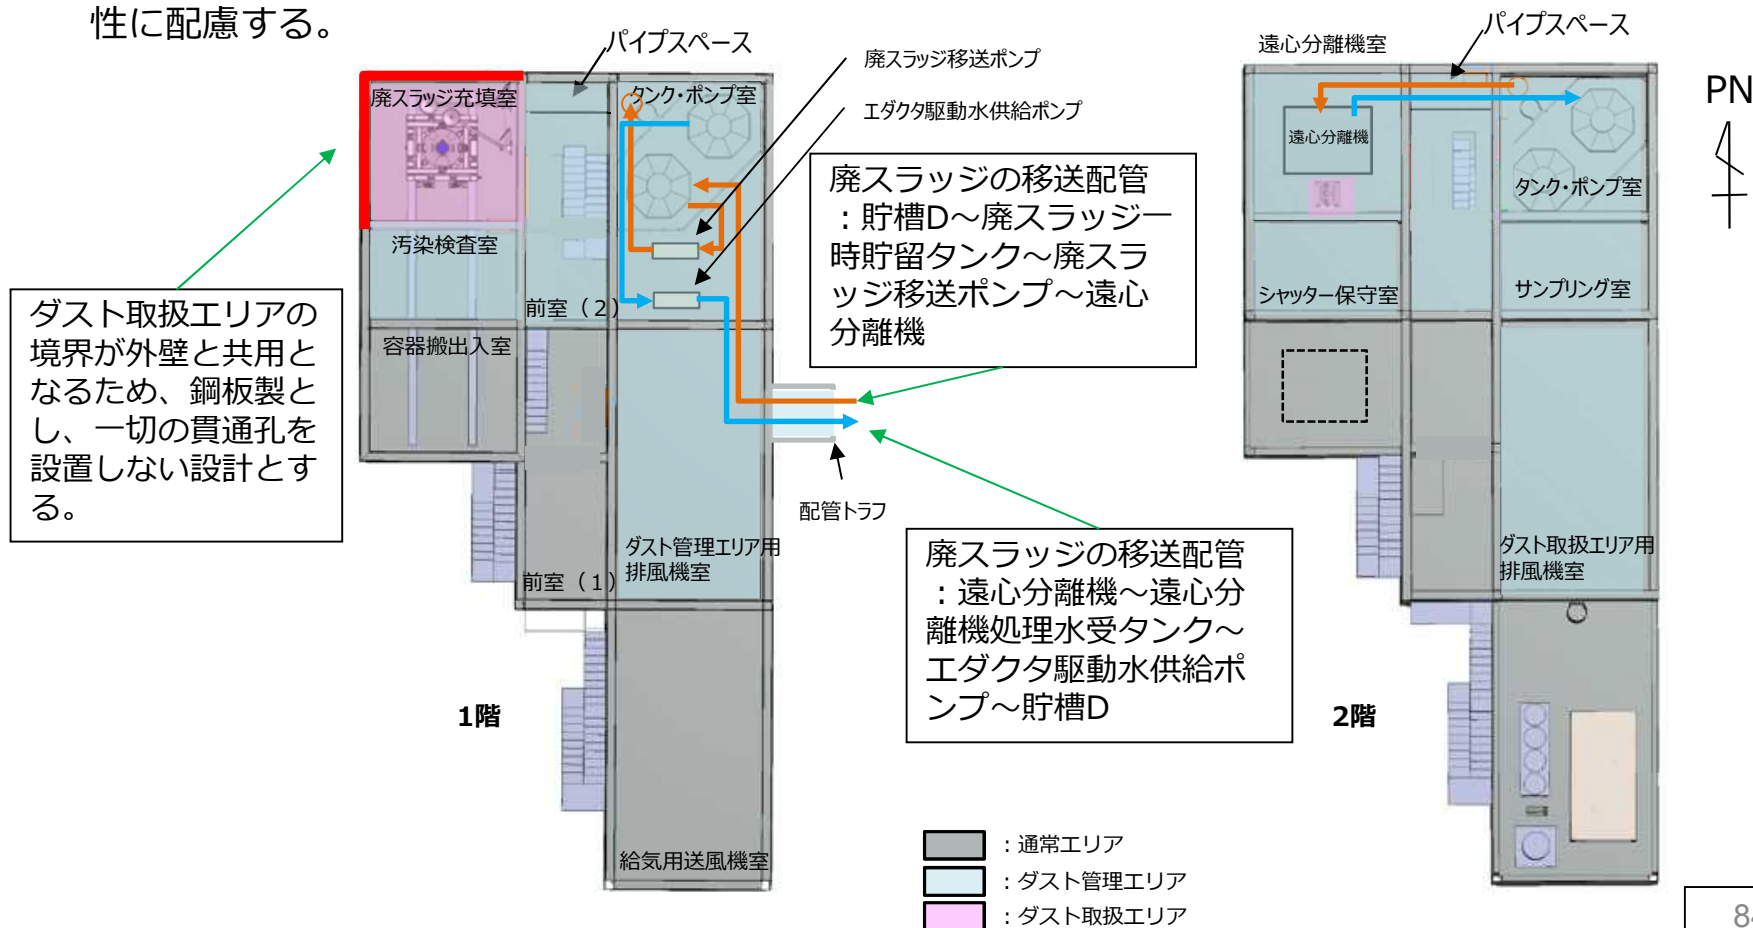 性に配慮する。
パイプスペース
廃スラッジ移送ポンプ
廃スラッジ充填室
タンク・ポンプ室
エダクタ駆動水供給ポンプ
廃スラッジの移送配管
：貯槽D～廃スラッジ一
時貯留タンク～廃スラ
ッジ移送ポンプ～遠心
分離機
汚染検査室
前室（2）
容器搬出入室
ダスト取扱エリアの
境界が外壁と共用と
なるため、鋼板製と
し、一切の貫通孔を
設置しない設計とす
る。
配管トラフ
ダスト管理エリア用
排風機室
前室（1）
廃スラッジの移送配管
：遠心分離機～遠心分
離機処理水受タンク～
エダクタ駆動水供給ポ
ンプ～貯槽D
1階
給気用送風機室
パイプスペース
遠心分離機室
PN
遠心分離機
タンク・ポンプ室
シャッター保守室
サンプリング室
ダスト取扱エリア用
排風機室
2階
：通常エリア
：ダスト管理エリア
：ダスト取扱エリア